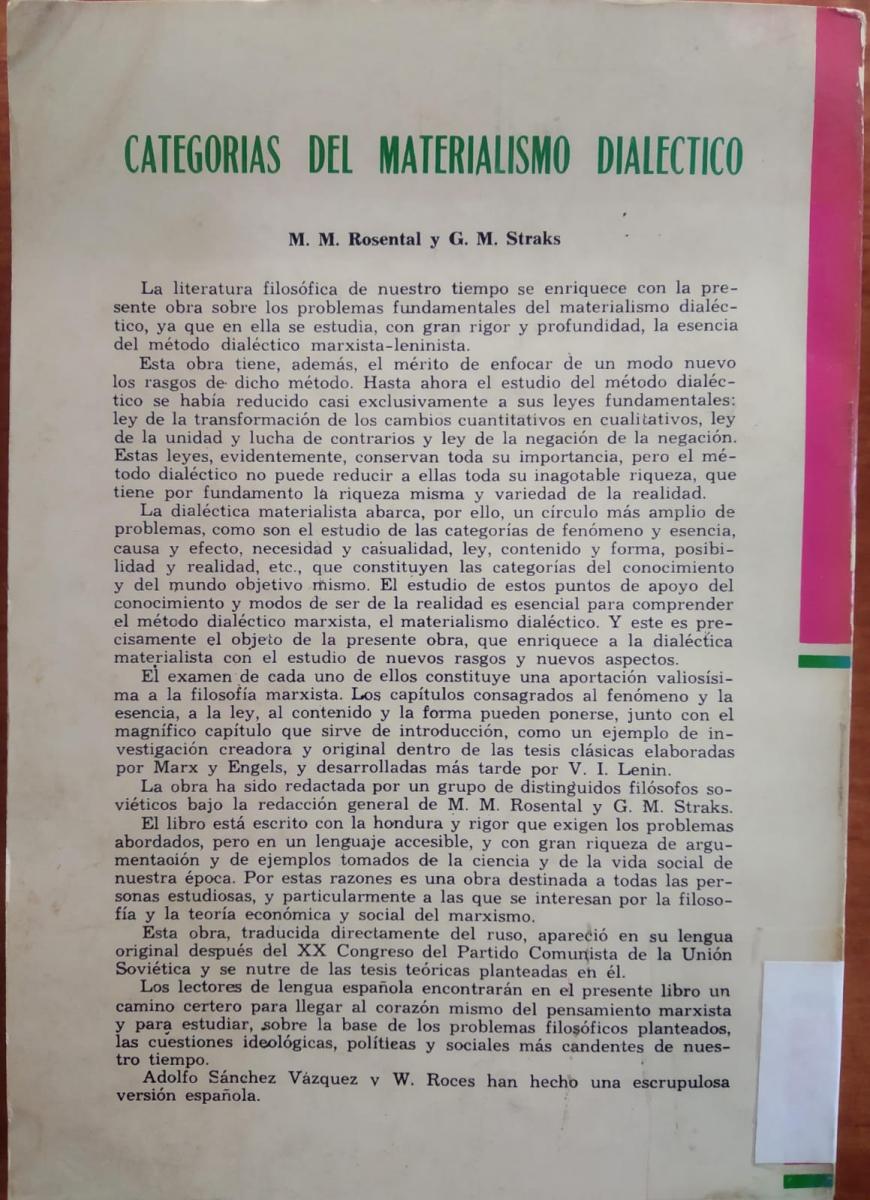 CATEGORIAS DEL MATERIALISMO DIALECTICO
M. M. Rosental y G. M. Straks
La literatura filosófica de nuestro tiempo se enriquece con la pre-
sente obra sobre los problemas fundamentales del materialismo dialéc-
tico, ya que en ella se estudia, con gran rigor y profundidad, la esencia
del método dialéctico marxista-leninista.
Esta obra tiene, además, el mérito de enfocar de un modo nuevo
los rasgos de dicho método. Hasta ahora el estudio del método dialéc-
tico se había reducido casi exclusivamente a sus leyes fundamentales:
ley de la transformación de los cambios cuantitativos en cualitativos, ley
de la unidad y lucha de contrarios y ley de la negación de la negación.
Estas leyes, evidentemente, conservan toda su importancia, pero el mé-
todo dialéctico no puede reducir a ellas toda su inagotable riqueza, que
tiene por fundamento la riqueza misma y variedad de la realidad.
La dialéctica materialista abarca, por ello, un círculo más amplio de
problemas, como son el estudio de las categorías de fenómeno y esencia,
causa y efecto, necesidad y casualidad, ley, contenido y forma, posibi-
lidad y realidad, etc., que constituyen las categorías del conocimiento
y del mundo objetivo mismo. El estudio de estos puntos de apoyo del
conocimiento y modos de ser de la realidad es esencial para comprender
el método dialéctico marxista, el materialismo dialéctico. Y este es pre-
cisamente el objeto de la presente obra, que enriquece a la dialéctica
materialista con el estudio de nuevos rasgos y nuevos aspectos.
El examen de cada uno de ellos constituye una aportación valiosísi-
ma a la filosofía marxista. Los capítulos consagrados al fenómeno y la
esencia, a la ley, al contenido y la forma pueden ponerse, junto con el
magnífico capítulo que sirve de introducción, como un ejemplo de in-
vestigación creadora y original dentro de las tesis clásicas elaboradas
por Marx y Engels, y desarrolladas más tarde por V. I. Lenin.
La obra ha sido redactada por un grupo de distinguidos filósofos so-
viéticos bajo la redacción general de M. M. Rosental y G. M. Straks.
El libro está escrito con la hondura y rigor que exigen los problemas
abordados, pero en un lenguaje accesible, y con gran riqueza de argu-
mentación y de ejemplos tomados de la ciencia y de la vida social de
nuestra época. Por estas razones es una obra destinada a todas las per-
sonas estudiosas, y particularmente a las que se interesan por la filoso-
fía y la teoría económica y social del marxismo.
Esta obra, traducida directamente del ruso, apareció en su lengua
original después del XX Congreso del Partido Comunista de la Unión
Soviética y se nutre de las tesis teóricas planteadas en él.
Los lectores de lengua española encontrarán en el presente libro un
camino certero para llegar al corazón mismo del pensamiento marxista
y para estudiar, sobre la base de los problemas filosóficos planteados,
las cuestiones ideológicas, políticas y sociales más candentes de nues-
tro tiempo.
Adolfo Sánchez Vázquez y W. Roces han hecho una escrupulosa
versión española.